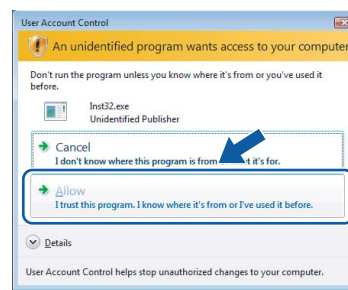 User Account Control
An unidentified program wants access to your computer
Don't run the program unless you know where it's from or you've used it
before.
Inst32.exe
Unidentified Publisher
Cancel
I don't know where this program is from it's for.
Allow
I trust this program. I know where it's from or I've used it before.
Details
User Account Control helps stop unauthorized changes to your computer.